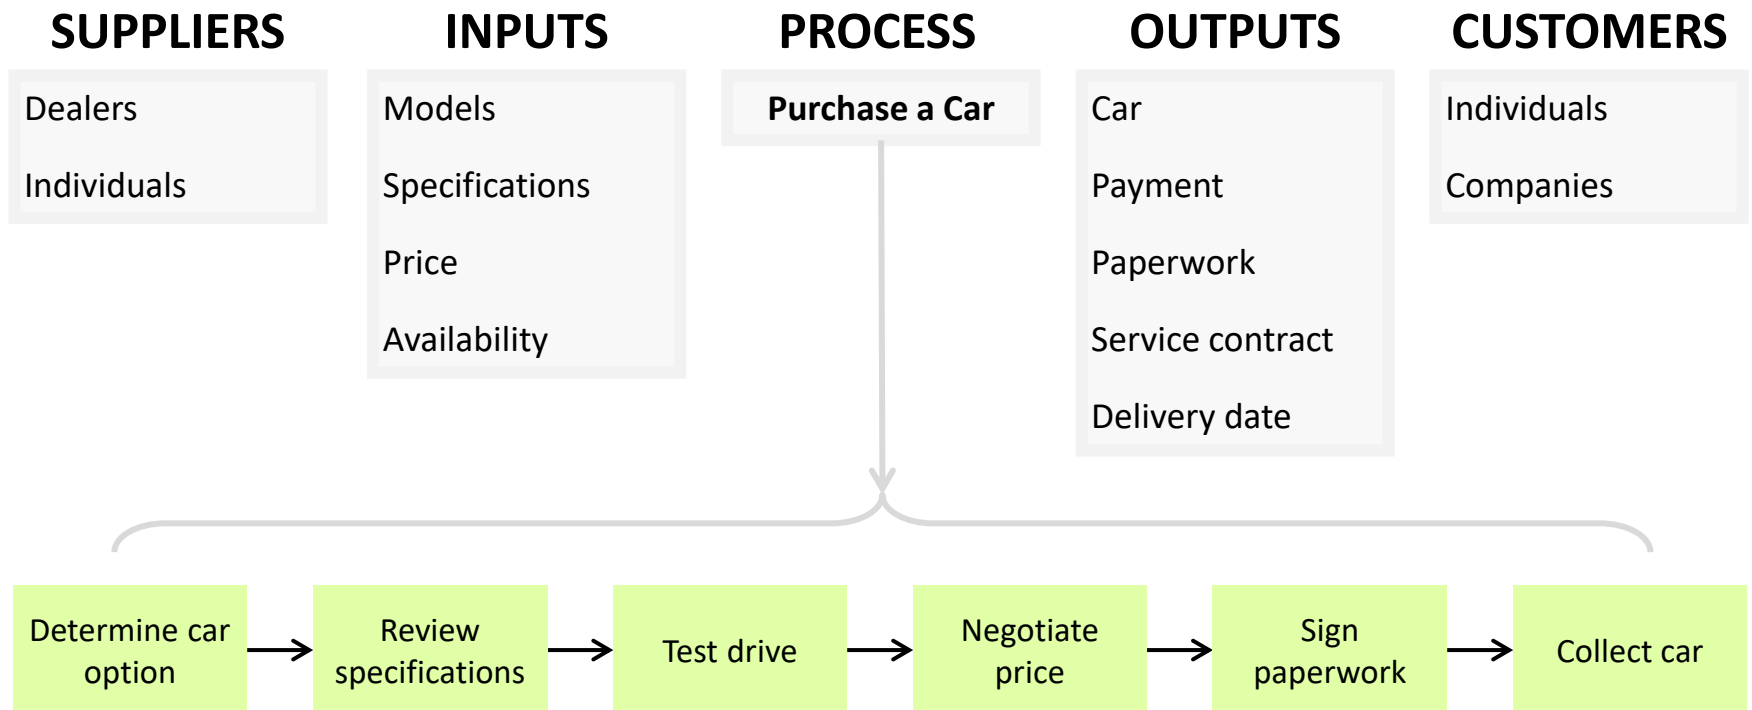 SUPPLIERS
Dealers
Individuals
INPUTS
Models
Specifications
Price
Availability
PROCESS
Purchase a Car
OUTPUTS
Car
Payment
Paperwork
Service contract
Delivery date
CUSTOMERS
Individuals
Companies
Determine car
option
Review
specifications
Test drive
Negotiate
price
Sign
paperwork
Collect car